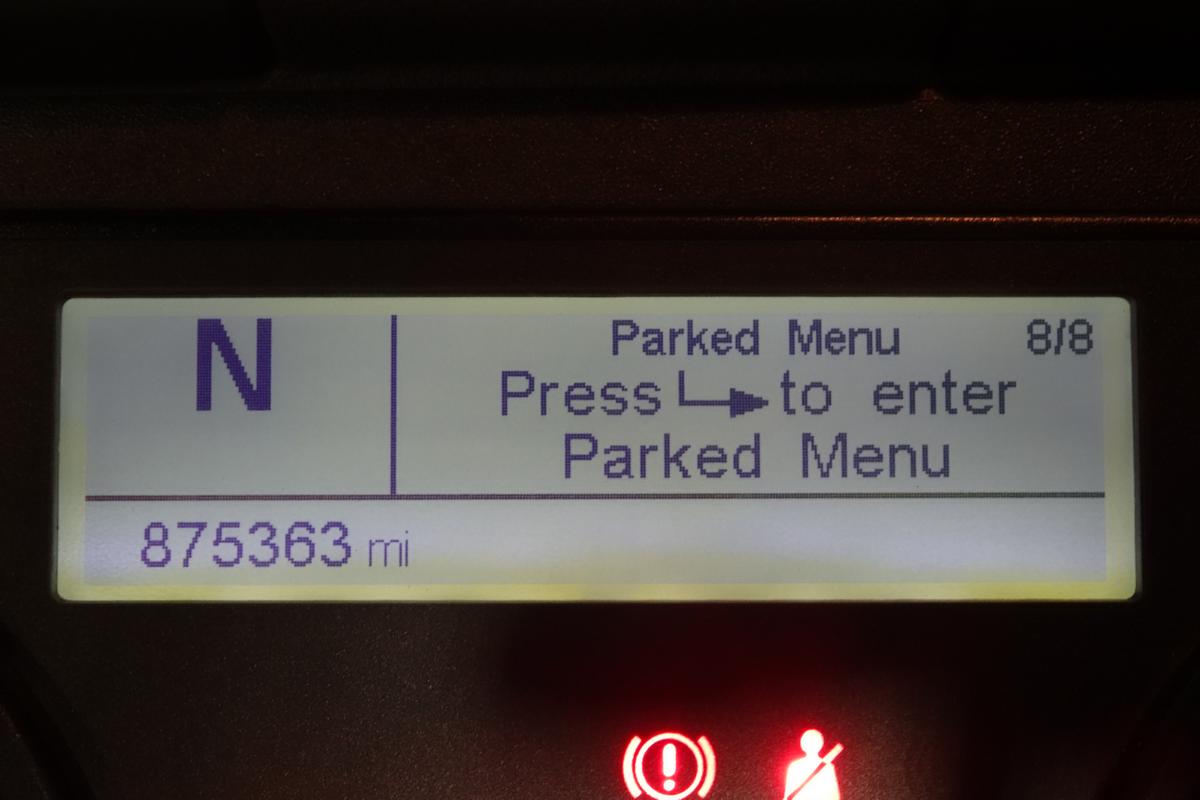 N
Parked Menu 8/8
Press to enter
Parked Menu
875363 mi